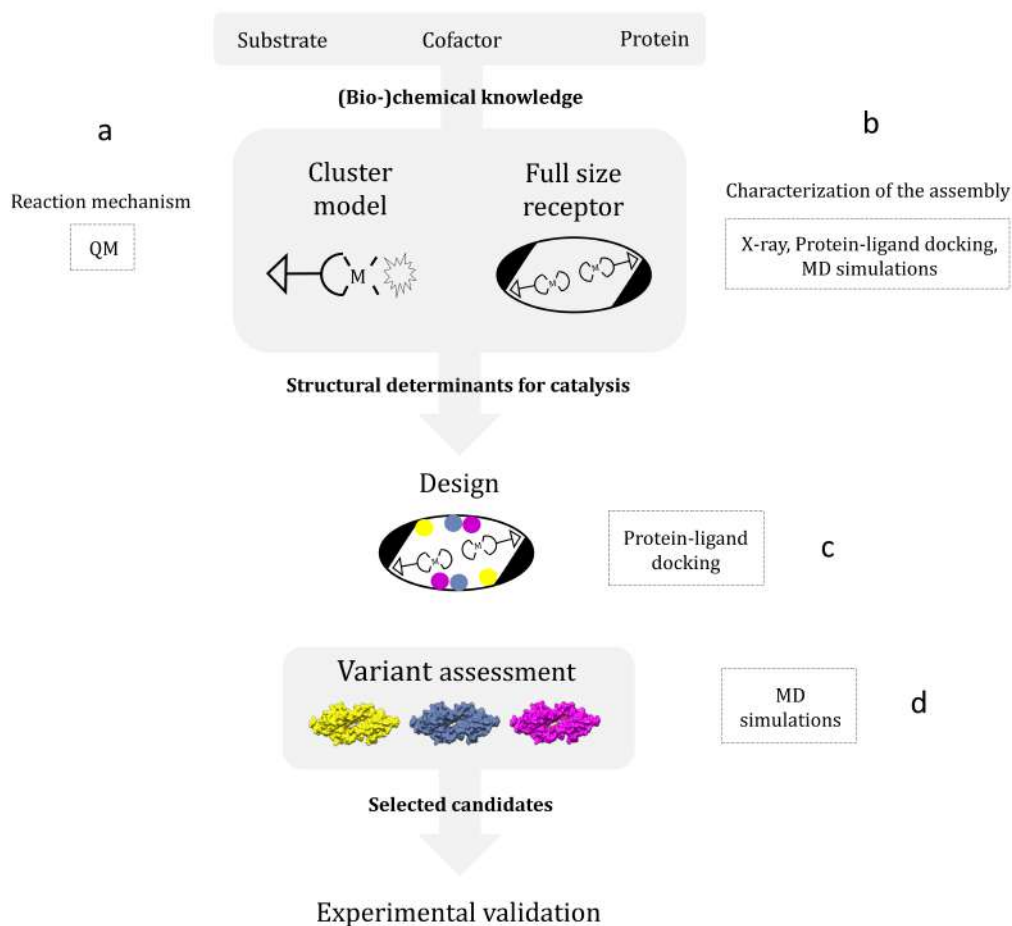 Substrate Cofactor Protein
(Bio-)chemical knowledge
a
b
Cluster
model
Full size
receptor
Reaction mechanism
QM
Characterization of the assembly
X-ray, Protein-ligand docking,
MD simulations
M
M
M
Structural determinants for catalysis
Design
M
M
Protein-ligand
docking
c
Variant assessment
MD
simulations
d
Selected candidates
Experimental validation